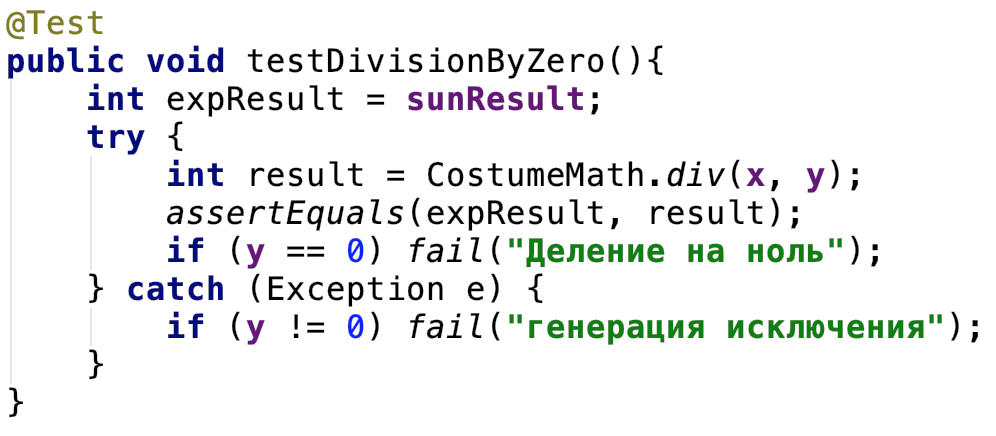 @Test
public void testDivisionByZero(){
    int expResult = sunResult;
    try {
        int result = CostumeMath.div(x, y);
        assertEquals(expResult, result);
        if (y == 0) fail("Деление на ноль");
    } catch (Exception e) {
        if (y != 0) fail("генерация исключения");
    }
}